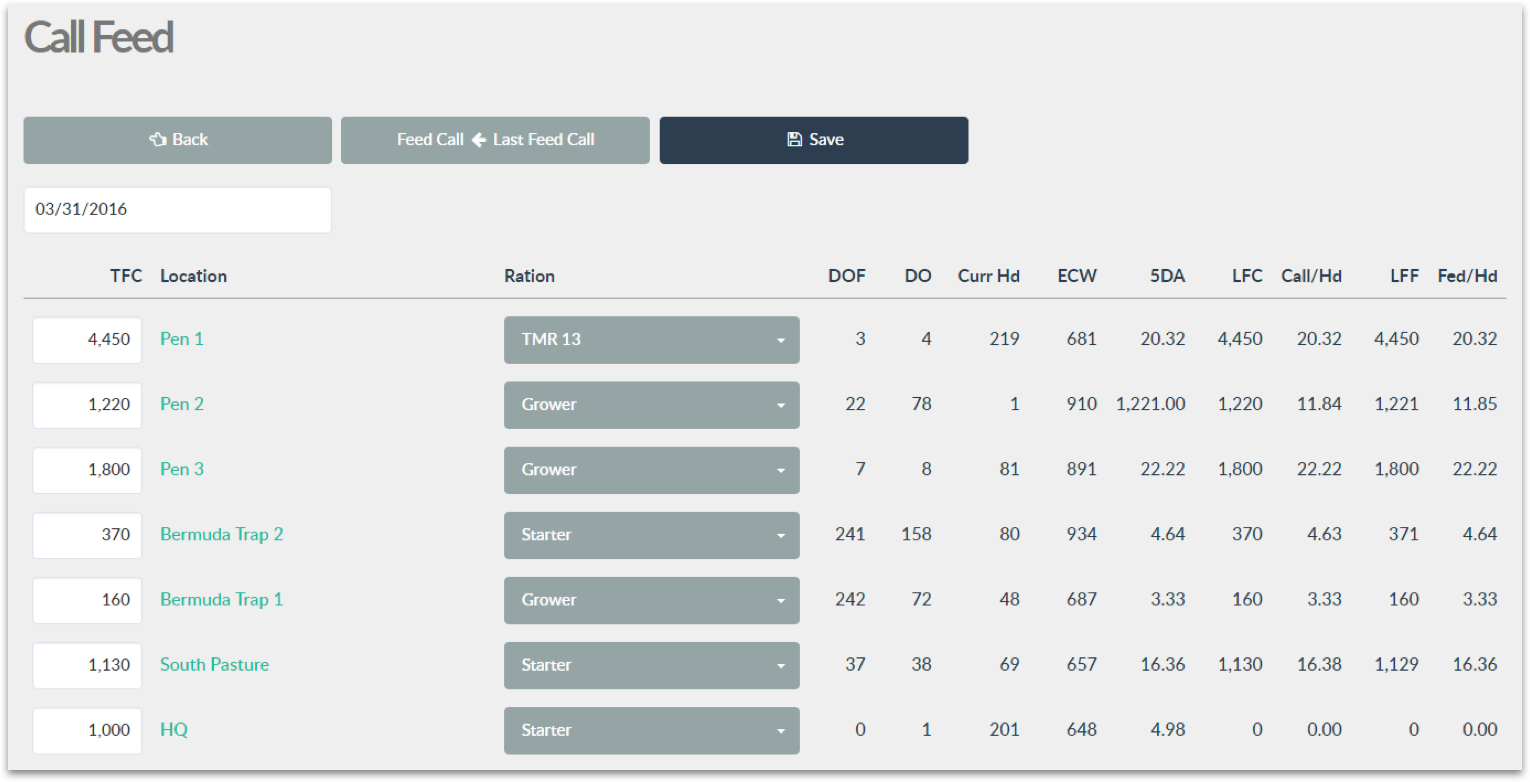 Call Feed
Back Feed Call Last Feed Call Save
03/31/2016
TFC Location Ration DOF DO Curr Hd ECW 5DA LFC Call/Hd LFF Fed/Hd
4,450 Pen 1 TMR 13 3 4 219 681 20.32 4,450 20.32 4,450 20.32
1,220 Pen 2 Grower 22 78 1 910 1,221.00 1,220 11.84 1,221 11.85
1,800 Pen 3 Grower 7 8 81 891 22.22 1,800 22.22 1,800 22.22
370 Bermuda Trap 2 Starter 241 158 80 934 4.64 370 4.63 371 4.64
160 Bermuda Trap 1 Grower 242 72 48 687 3.33 160 3.33 160 3.33
1,130 South Pasture Starter 37 38 69 657 16.36 1,130 16.38 1,129 16.36
1,000 HQ Starter 0 1 201 648 4.98 0 0.00 0 0.00